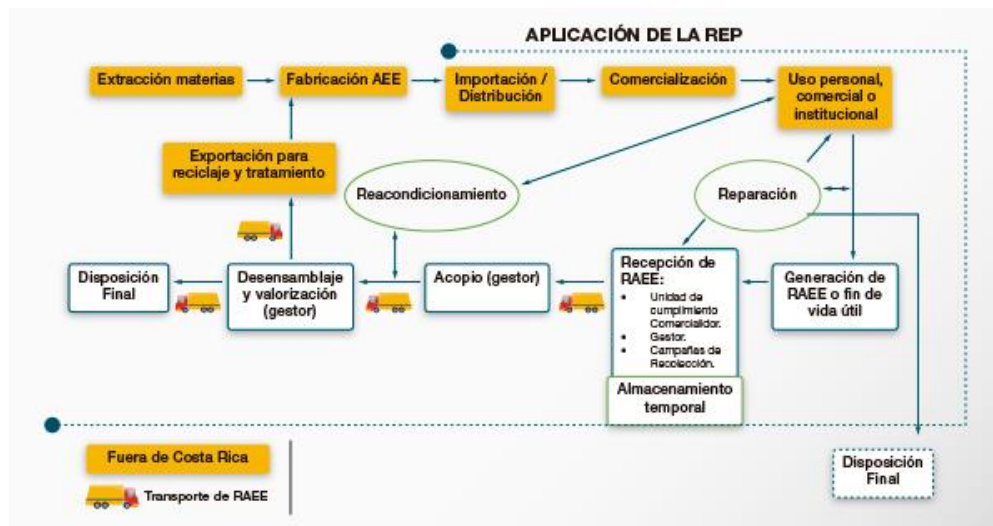 APLICACIÓN DE LA REP
Extracción materias
Fabricación AEE
Importación /
Distribución
Comercialización
Uso personal,
comercial o
institucional
Exportación para
reciclaje y tratamiento
Reacondicionamiento
Reparación
Disposición
Final
Desensamblaje
y valorización
(gestor)
Acopio (gestor)
Recepción de
RAEE:
• Unidad de
cumplimiento
Comercialidor.
• Gestor.
• Campañas de
Recolección.
Almacenamiento
temporal
Generación de
RAEE o fin de
vida útil
Fuera de Costa Rica
Transporte de RAEE
Disposición
Final